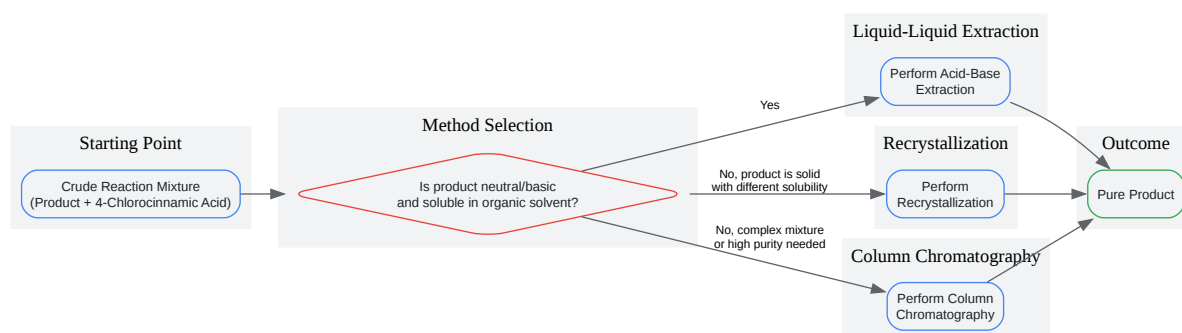 Starting Point
Crude Reaction Mixture
(Product + 4-Chlorocinnamic Acid)
Method Selection
Is product neutral/basic
and soluble in organic solvent?
Yes
No, product is solid
with different solubility
No, complex mixture
or high purity needed
Liquid-Liquid Extraction
Perform Acid-Base
Extraction
Recrystallization
Perform
Recrystallization
Column Chromatography
Perform Column
Chromatography
Outcome
Pure Product